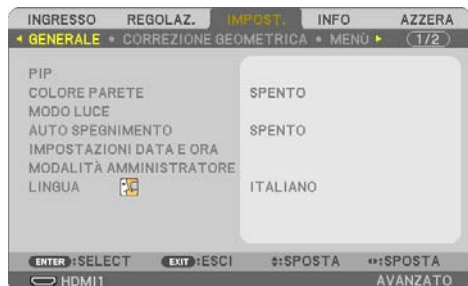 INGRESSO REGOLAZ. IMPOST. INFO AZZERA
GENERALE • CORREZIONE GEOMETRICA • MENÙ 1/2
PIP
COLORE PARETE SPENTO
MODO LUCE
AUTO SPEGNIMENTO SPENTO
IMPOSTAZIONI DATA E ORA
MODALITÀ AMMINISTRATORE
LINGUA ITALIANO
ENTER :SELECT EXIT :ESCI :SPOSTA :SPOSTA
HDMI1 AVANZATO